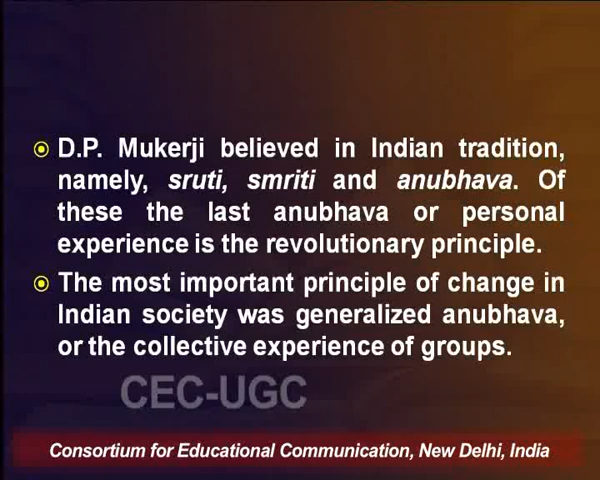 D.P. Mukerji believed in Indian tradition,
namely, sruti, smriti and anubhava. Of
these the last anubhava or personal
experience is the revolutionary principle.
The most important principle of change in
Indian society was generalized anubhava,
or the collective experience of groups.
CEC-UGC
Consortium for Educational Communication, New Delhi, India